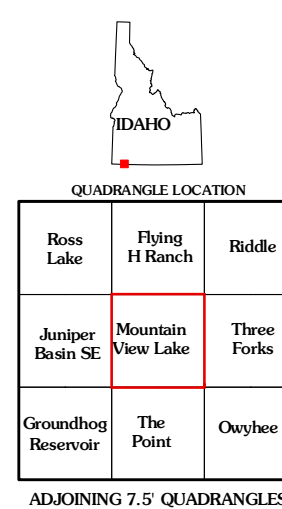 IDAHO
QUADRANGLE LOCATION
Ross
Lake
Flying
H Ranch
Riddle
Juniper
Basin SE
Mountain
View Lake
Three
Forks
Groundhog
Reservoir
The
Point
Owyhee
ADJOINING 7.5' QUADRANGLES